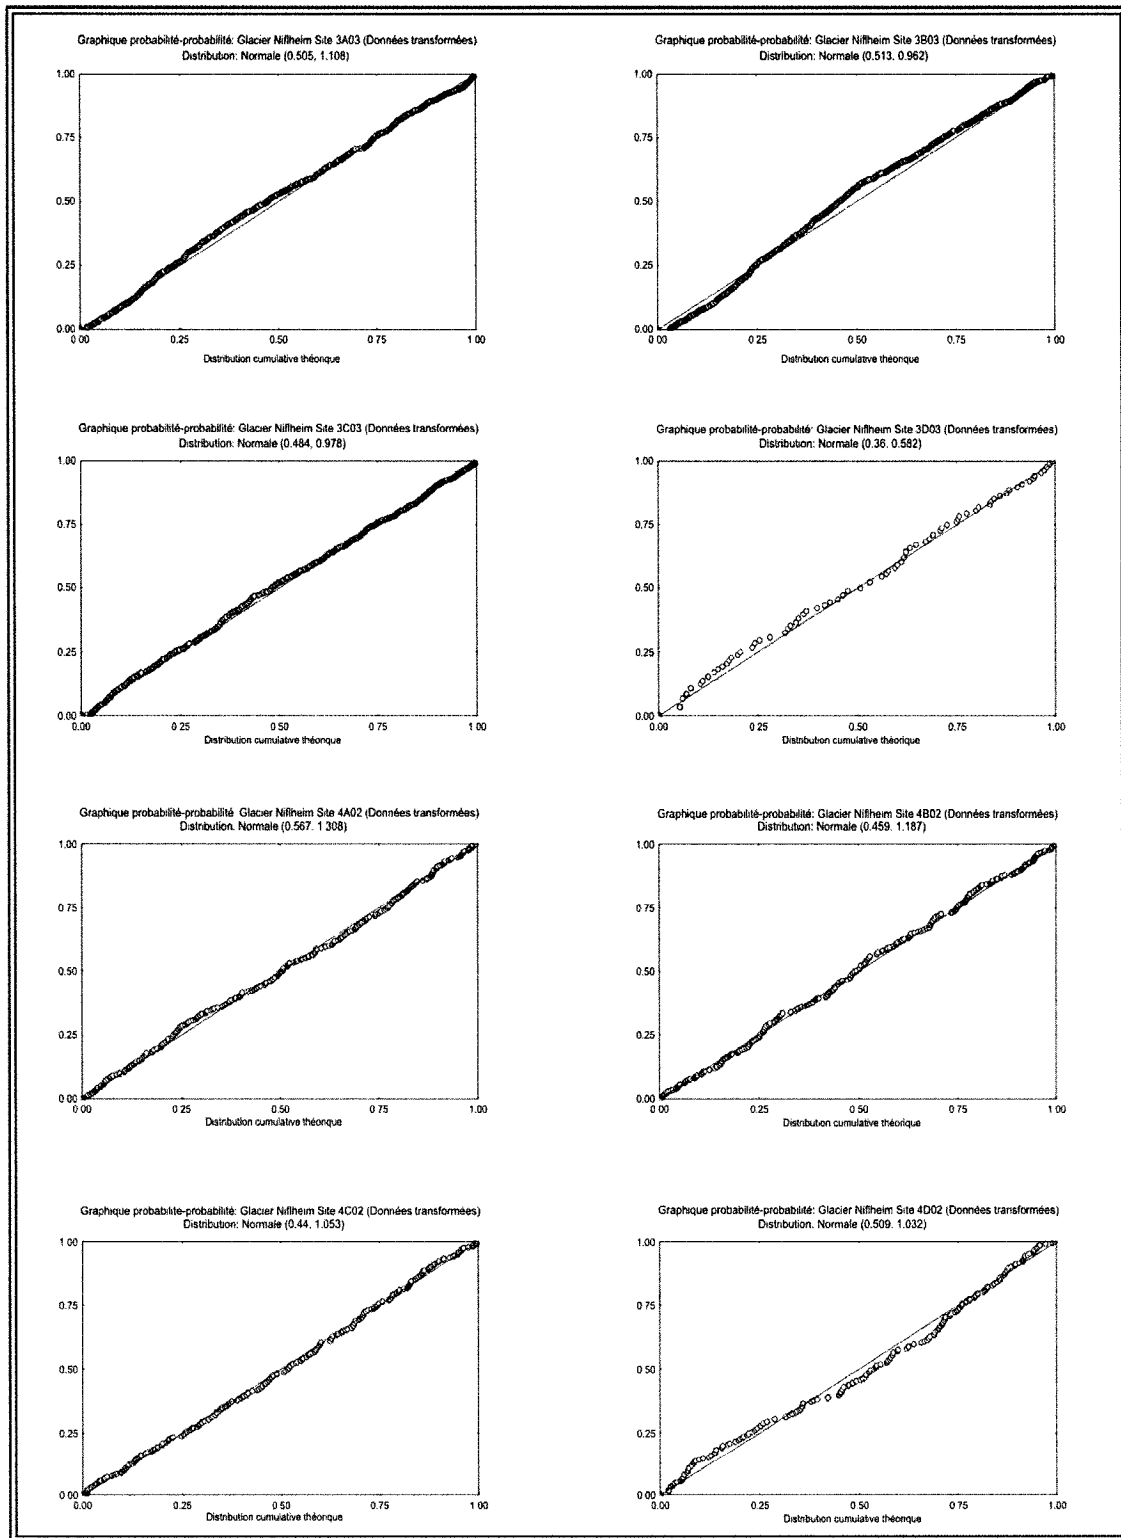 Graphique probabilité-probabilité: Glacier Niflheim Site 3A03 (Données transformées)
Distribution: Normale (0.505, 1.108)
1.00
0.75
0.50
0.25
0.00
0.00 0.25 0.50 0.75 1.00
Distribution cumulative théorique
Graphique probabilité-probabilité: Glacier Niflheim Site 3B03 (Données transformées)
Distribution: Normale (0.513. 0.962)
1.00
0.75
0.50
0.25
0.00
0.00 0.25 0.50 0.75 1.00
Distribution cumulative théorique
Graphique probabilité-probabilité: Glacier Niflheim Site 3C03 (Données transformées)
Distribution: Normale (0.484, 0.978)
1.00
0.75
0.50
0.25
0.00
0.00 0.25 0.50 0.75 1.00
Distribution cumulative théorique
Graphique probabilité-probabilité: Glacier Niflheim Site 3D03 (Données transformées)
Distribution: Normale (0.36. 0.582)
1.00
0.75
0.50
0.25
0.00
0.00 0.25 0.50 0.75 1.00
Distribution cumulative théorique
Graphique probabilité-probabilité Glacier Niflheim Site 4A02 (Données transformées)
Distribution. Normale (0.567. 1 308)
1.00
0.75
0.50
0.25
0.00
0.00 0.25 0.50 0.75 1.00
Distribution cumulative théorique
Graphique probabilité-probabilité: Glacier Niflheim Site 4B02 (Données transformées)
Distribution: Normale (0.459. 1.187)
1.00
0.75
0.50
0.25
0.00
0.00 0.25 0.50 0.75 1.00
Distribution cumulative théorique
Graphique probabilité-probabilité: Glacier Niflheim Site 4C02 (Données transformées)
Distribution: Normale (0.44, 1.053)
1.00
0.75
0.50
0.25
0.00
0.00 0.25 0.50 0.75 1.00
Distribution cumulative théorique
Graphique probabilité-probabilité: Glacier Niflheim Site 4D02 (Données transformées)
Distribution. Normale (0.509. 1.032)
1.00
0.75
0.50
0.25
0.00
0.00 0.25 0.50 0.75 1.00
Distribution cumulative théorique